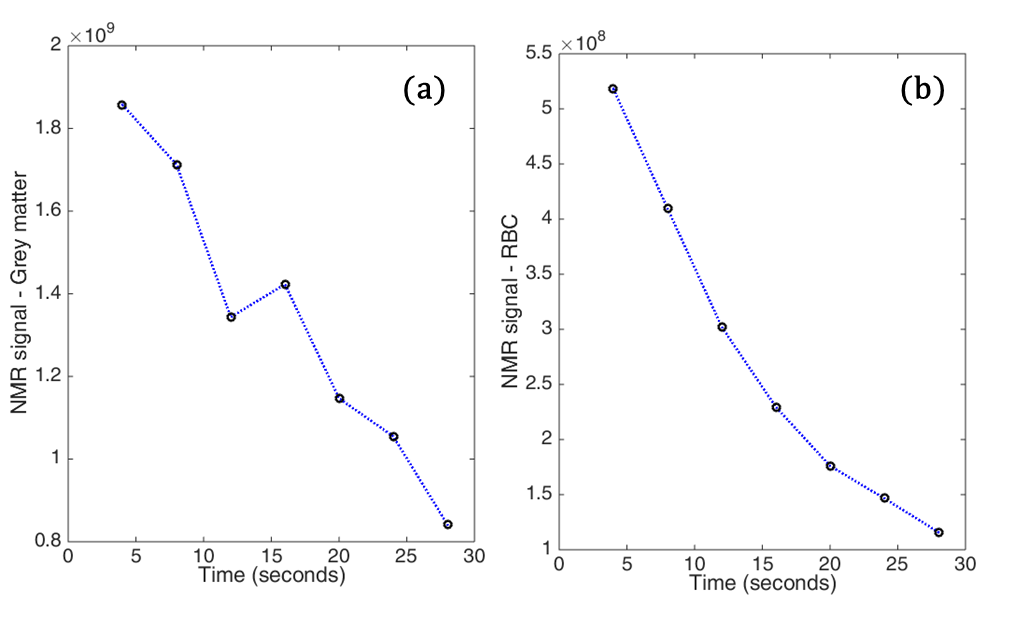 ×10⁹
2
1.8
1.6
1.4
1.2
1
0.8
0 5 10 15 20 25 30
Time (seconds)
NMR signal - Grey matter
(a)
×10⁸
5.5
5
4.5
4
3.5
3
2.5
2
1.5
1
0 5 10 15 20 25 30
Time (seconds)
NMR signal - RBC
(b)